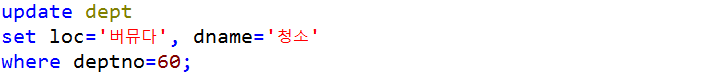 update dept
set loc='버뮤다', dname='청소'
where deptno=60;